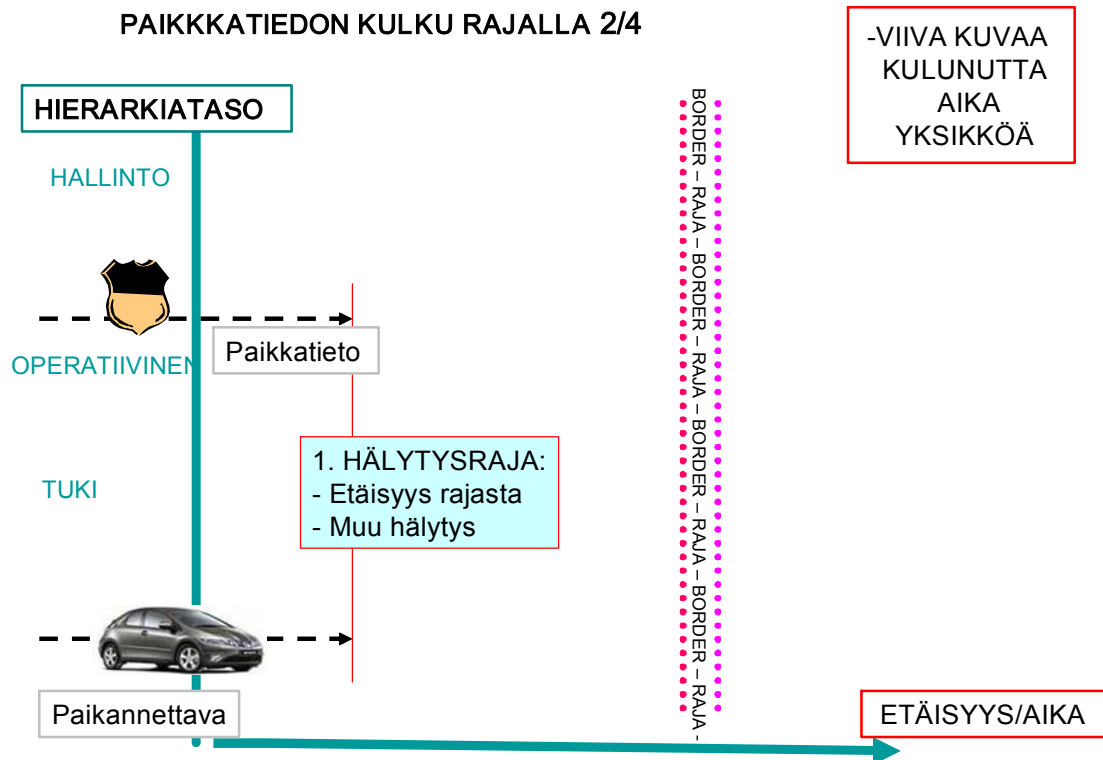 PAIKKKATIEDON KULKU RAJALLA 2/4
-VIIVA KUVAA
KULUNUTTA
AIKA
YKSIKKÖÄ
HIERARKIATASO
HALLINTO
OPERATIIVINEN
Paikkatieto
1. HÄLYTYSRAJA:
- Etäisyys rajasta
- Muu hälytys
TUKI
BORDER – RAJA – BORDER – RAJA – BORDER – RAJA – BORDER – RAJA -
Paikannettava
ETÄISYYS/AIKA